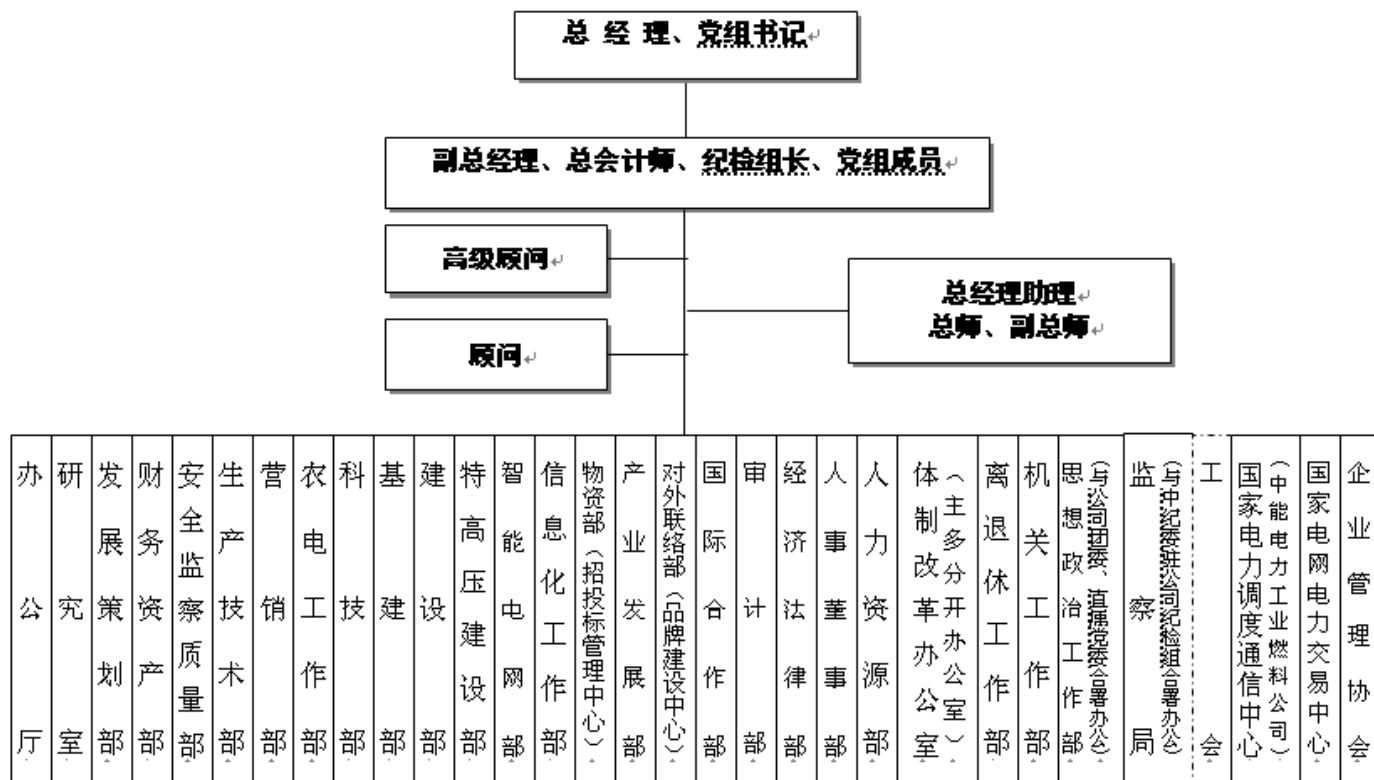 总 经 理、党组书记
副总经理、总会计师、纪检组长、党组成员
高级顾问
总经理助理
总师、副总师
顾问
办公厅
研究室
发展策划部
财务资产部
安全监察质量部
生产技术部
营销部
农电工作部
科技部
基建部
建设部
特高压建设部
智能电网部
信息化工作部
物资部（招投标管理中心）
产业发展部
对外联络部（品牌建设中心）
国际合作部
审计部
经济法律部
人事董事部
人力资源部
体制改革办公室
（主多分开办公室）
离退休工作部
机关工作部
思想政治工作部
（与公司团委、直属党委合署办公）
监察局
（与中纪委驻公司纪检组合署办公）
工会
国家电力调度通信中心
（中能电力工业燃料公司）
国家电网电力交易中心
企业管理协会